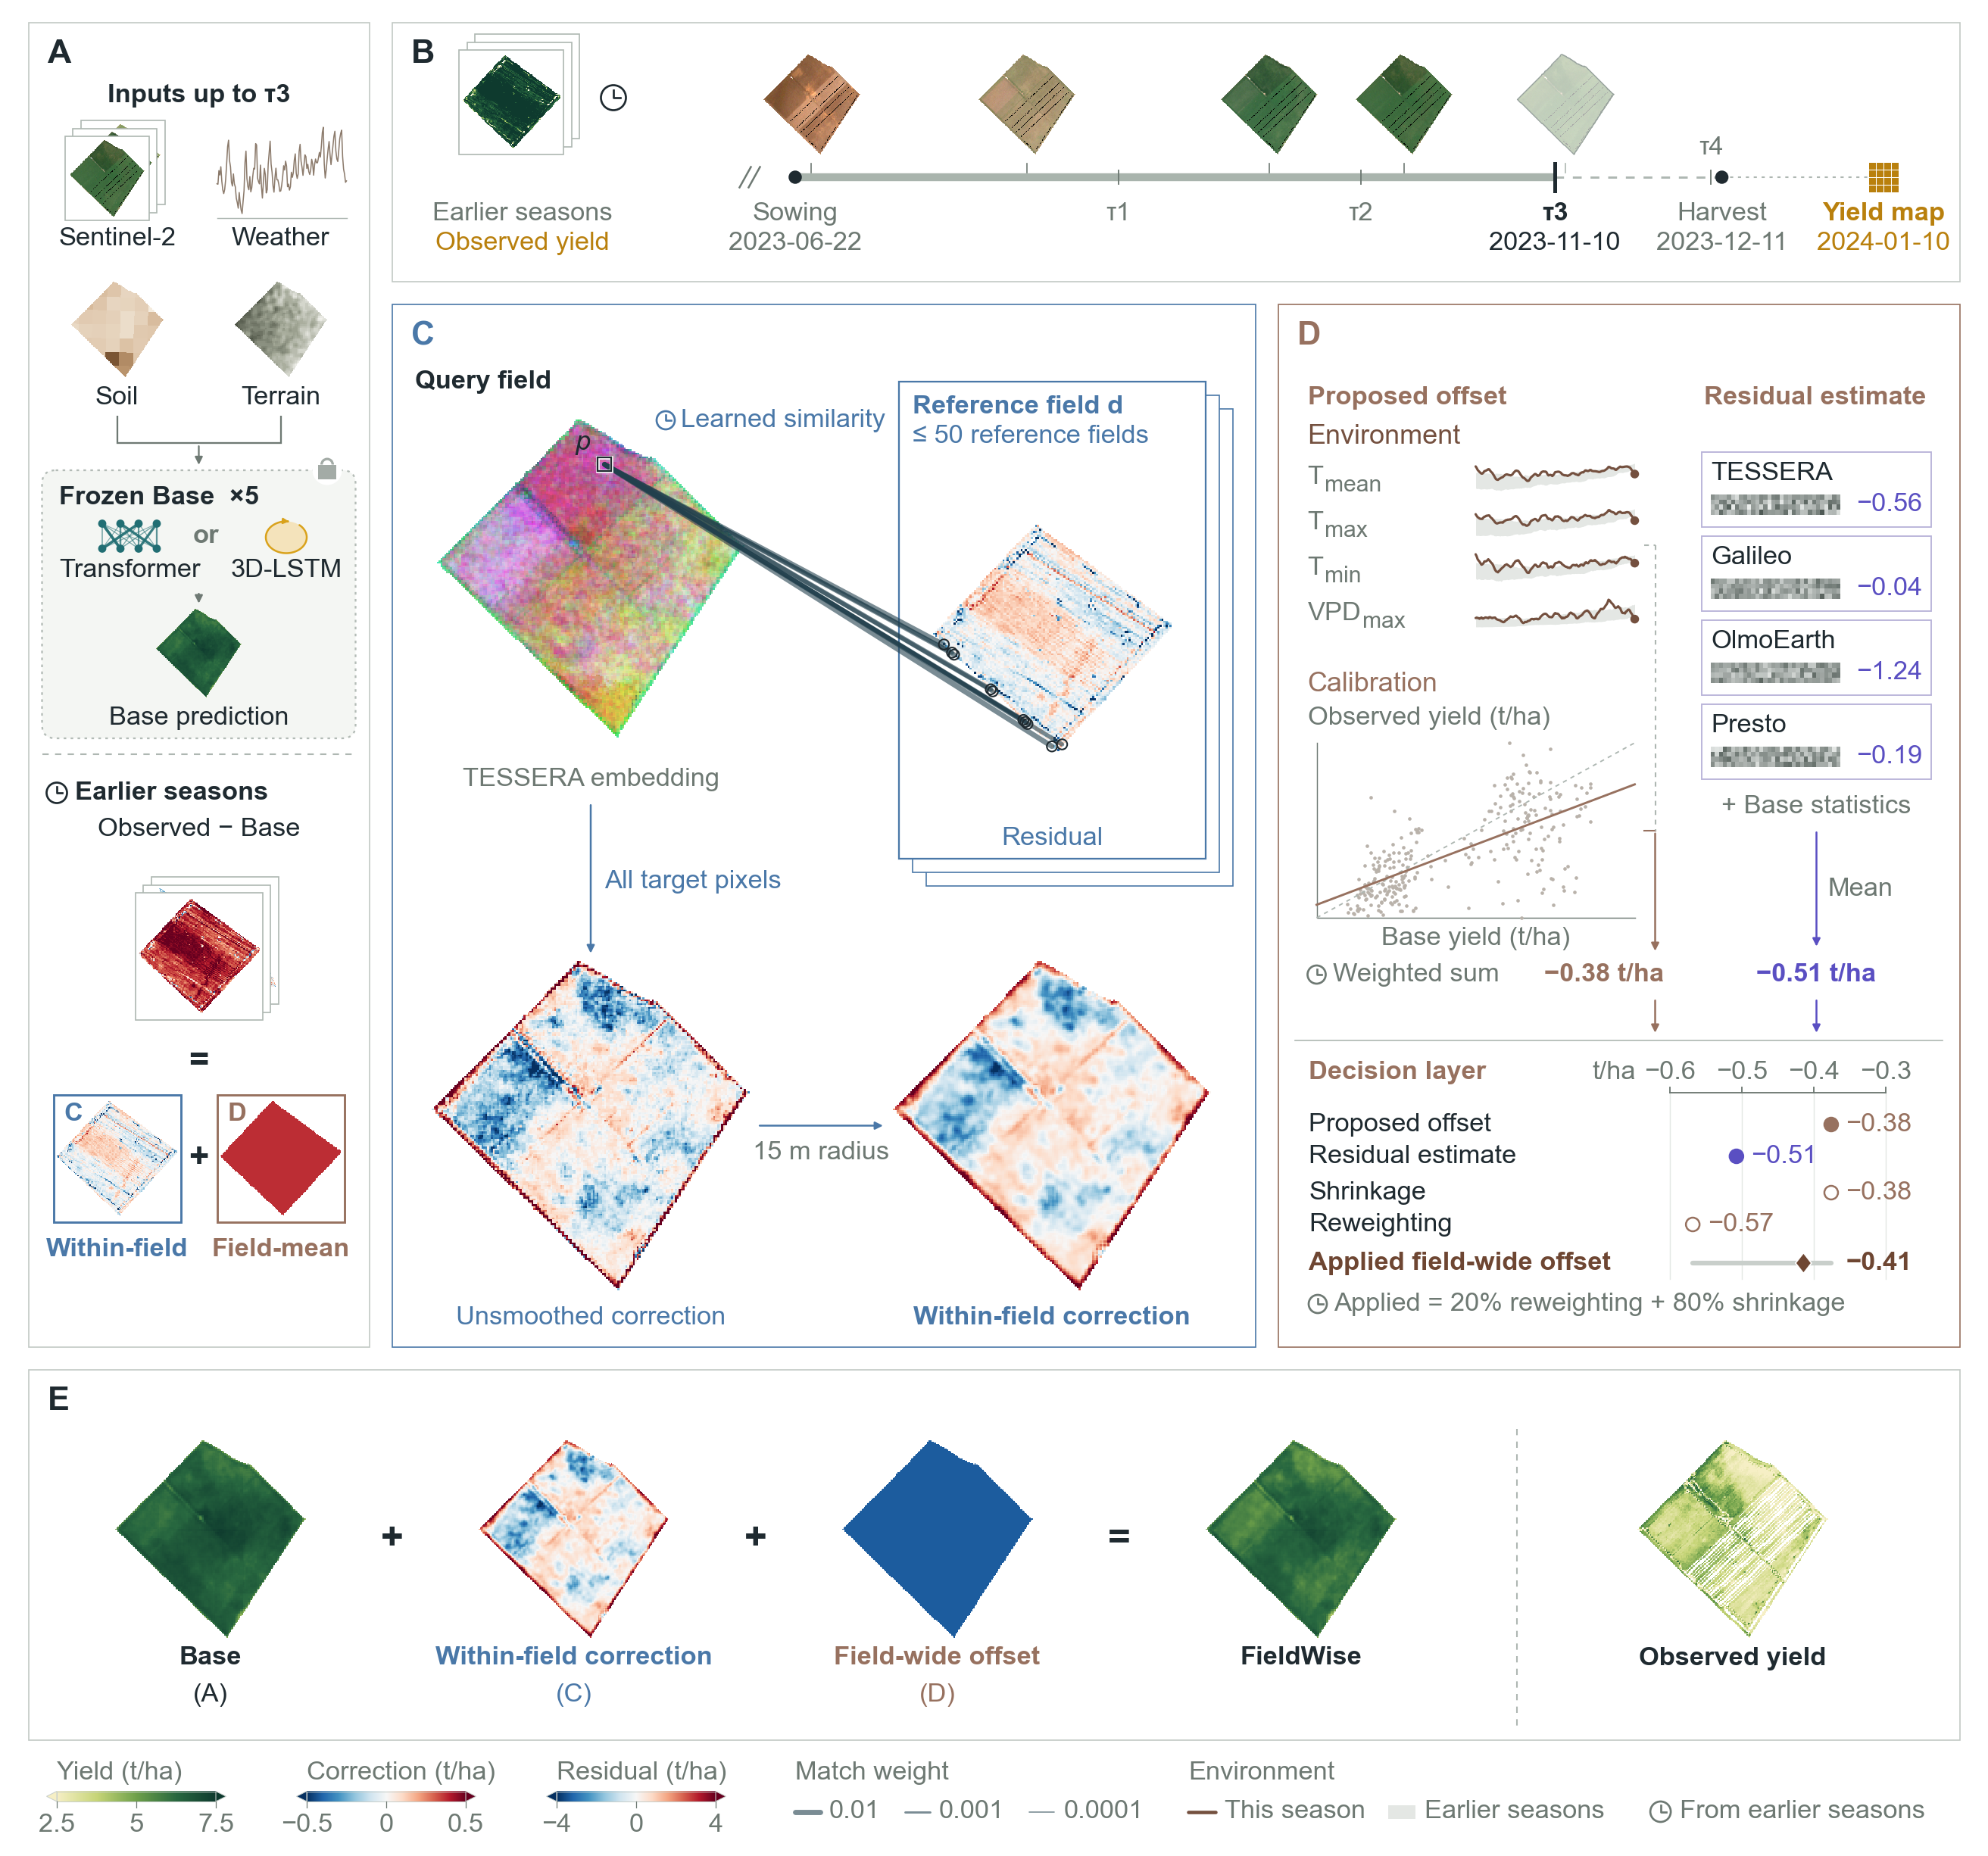 A
Inputs up to τ3
Sentinel-2
Weather
Soil
Terrain
Frozen Base ×5
or
Transformer
3D-LSTM
Base prediction
Earlier seasons
Observed − Base
=
C
+
D
Within-field
Field-mean
B
Earlier seasons
Observed yield
//
Sowing
2023-06-22
τ1
τ2
τ3
2023-11-10
τ4
Harvest
2023-12-11
Yield map
2024-01-10
C
Query field
p
Learned similarity
Reference field d
≤ 50 reference fields
Residual
TESSERA embedding
All target pixels
15 m radius
Unsmoothed correction
Within-field correction
D
Proposed offset
Environment
Tmean
Tmax
Tmin
VPDmax
Calibration
Observed yield (t/ha)
Base yield (t/ha)
Weighted sum
−0.38 t/ha
Residual estimate
TESSERA
−0.56
Galileo
−0.04
OlmoEarth
−1.24
Presto
−0.19
+ Base statistics
Mean
−0.51 t/ha
Decision layer
t/ha −0.6 −0.5 −0.4 −0.3
Proposed offset −0.38
Residual estimate −0.51
Shrinkage −0.38
Reweighting −0.57
Applied field-wide offset −0.41
Applied = 20% reweighting + 80% shrinkage
E
+
+
=
Base
(A)
Within-field correction
(C)
Field-wide offset
(D)
FieldWise
Observed yield
Yield (t/ha)
2.5 5 7.5
Correction (t/ha)
−0.5 0 0.5
Residual (t/ha)
−4 0 4
Match weight
0.01 0.001 0.0001
Environment
This season Earlier seasons
From earlier seasons